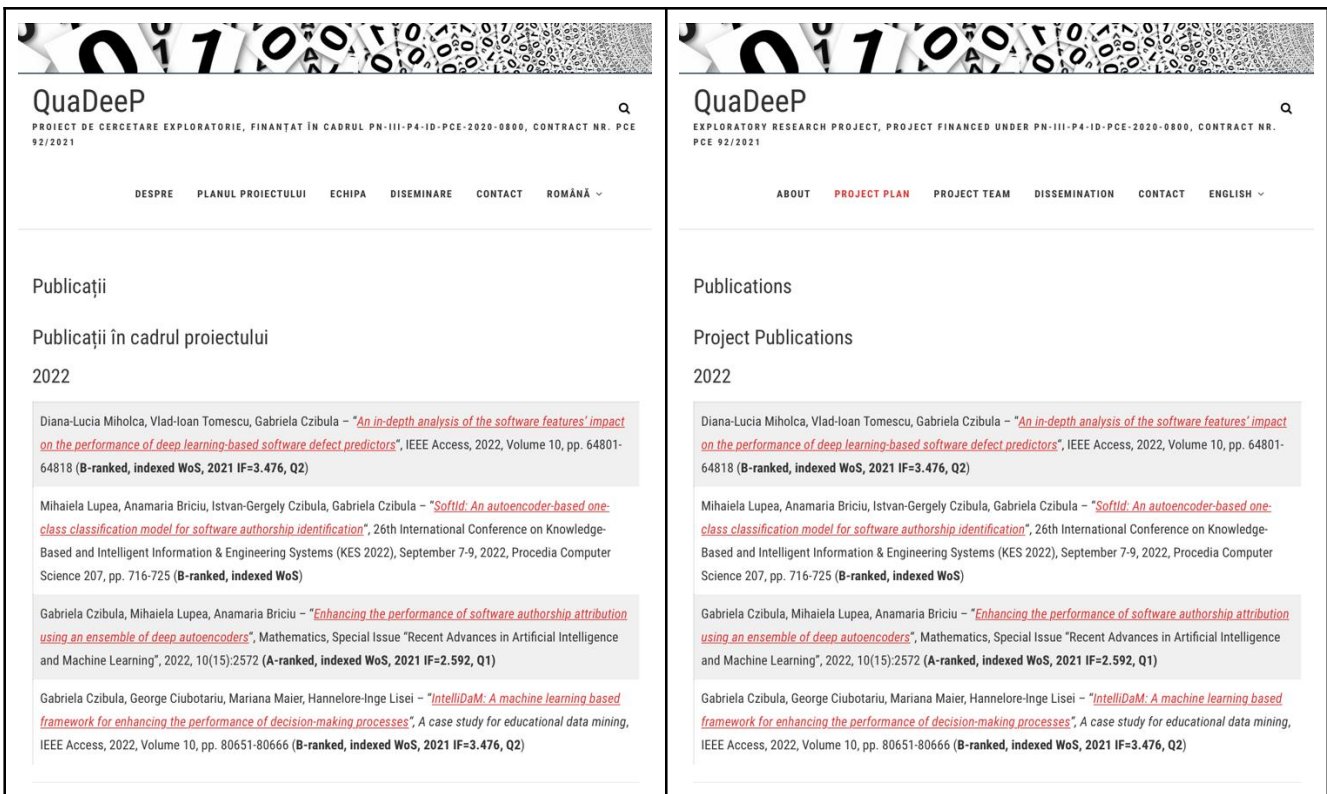 QuaDeeP
PROIECT DE CERCETARE EXPLORATORIE, FINANȚAT ÎN CADRUL PN-III-P4-ID-PCE-2020-0800, CONTRACT NR. PCE
92/2021
DESPRE PLANUL PROIECTULUI ECHIPA DISEMINARE CONTACT ROMÂNĂ
Publicații
Publicații în cadrul proiectului
2022
Diana-Lucia Miholca, Vlad-Ioan Tomescu, Gabriela Czibula – “An in-depth analysis of the software features’ impact
on the performance of deep learning-based software defect predictors“, IEEE Access, 2022, Volume 10, pp. 64801-
64818 (B-ranked, indexed WoS, 2021 IF=3.476, Q2)
Mihaiela Lupea, Anamaria Briciu, Istvan-Gergely Czibula, Gabriela Czibula – “SoftId: An autoencoder-based one-
class classification model for software authorship identification“, 26th International Conference on Knowledge-
Based and Intelligent Information & Engineering Systems (KES 2022), September 7-9, 2022, Procedia Computer
Science 207, pp. 716-725 (B-ranked, indexed WoS)
Gabriela Czibula, Mihaiela Lupea, Anamaria Briciu – “Enhancing the performance of software authorship attribution
using an ensemble of deep autoencoders“, Mathematics, Special Issue “Recent Advances in Artificial Intelligence
and Machine Learning”, 2022, 10(15):2572 (A-ranked, indexed WoS, 2021 IF=2.592, Q1)
Gabriela Czibula, George Ciubotariu, Mariana Maier, Hannelore-Inge Lisei – “IntelliDaM: A machine learning based
framework for enhancing the performance of decision-making processes“, A case study for educational data mining,
IEEE Access, 2022, Volume 10, pp. 80651-80666 (B-ranked, indexed WoS, 2021 IF=3.476, Q2)
QuaDeeP
EXPLORATORY RESEARCH PROJECT, PROJECT FINANCED UNDER PN-III-P4-ID-PCE-2020-0800, CONTRACT NR.
PCE 92/2021
ABOUT PROJECT PLAN PROJECT TEAM DISSEMINATION CONTACT ENGLISH
Publications
Project Publications
2022
Diana-Lucia Miholca, Vlad-Ioan Tomescu, Gabriela Czibula – “An in-depth analysis of the software features’ impact
on the performance of deep learning-based software defect predictors“, IEEE Access, 2022, Volume 10, pp. 64801-
64818 (B-ranked, indexed WoS, 2021 IF=3.476, Q2)
Mihaiela Lupea, Anamaria Briciu, Istvan-Gergely Czibula, Gabriela Czibula – “SoftId: An autoencoder-based one-
class classification model for software authorship identification“, 26th International Conference on Knowledge-
Based and Intelligent Information & Engineering Systems (KES 2022), September 7-9, 2022, Procedia Computer
Science 207, pp. 716-725 (B-ranked, indexed WoS)
Gabriela Czibula, Mihaiela Lupea, Anamaria Briciu – “Enhancing the performance of software authorship attribution
using an ensemble of deep autoencoders“, Mathematics, Special Issue “Recent Advances in Artificial Intelligence
and Machine Learning”, 2022, 10(15):2572 (A-ranked, indexed WoS, 2021 IF=2.592, Q1)
Gabriela Czibula, George Ciubotariu, Mariana Maier, Hannelore-Inge Lisei – “IntelliDaM: A machine learning based
framework for enhancing the performance of decision-making processes“, A case study for educational data mining,
IEEE Access, 2022, Volume 10, pp. 80651-80666 (B-ranked, indexed WoS, 2021 IF=3.476, Q2)